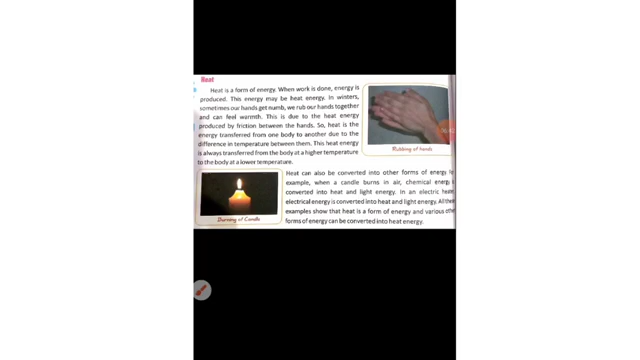 Heat
Heat is a form of energy. When work is done, energy is
produced. This energy may be heat energy. In winters,
sometimes our hands get numb, we rub our hands together
and can feel warmth. This is due to the heat energy
produced by friction between the hands. So, heat is the
energy transferred from one body to another due to the
difference in temperature between them. This heat energy
is always transferred from the body at a higher temperature
to the body at a lower temperature.
Rubbing of hands
Heat can also be converted into other forms of energy
example, when a candle burns in air, chemical energy
converted into heat and light energy. In an electric
electrical energy is converted into heat and light energy. All
examples show that heat is a form of energy and various
forms of energy can be converted into heat energy.
Burning of Candle